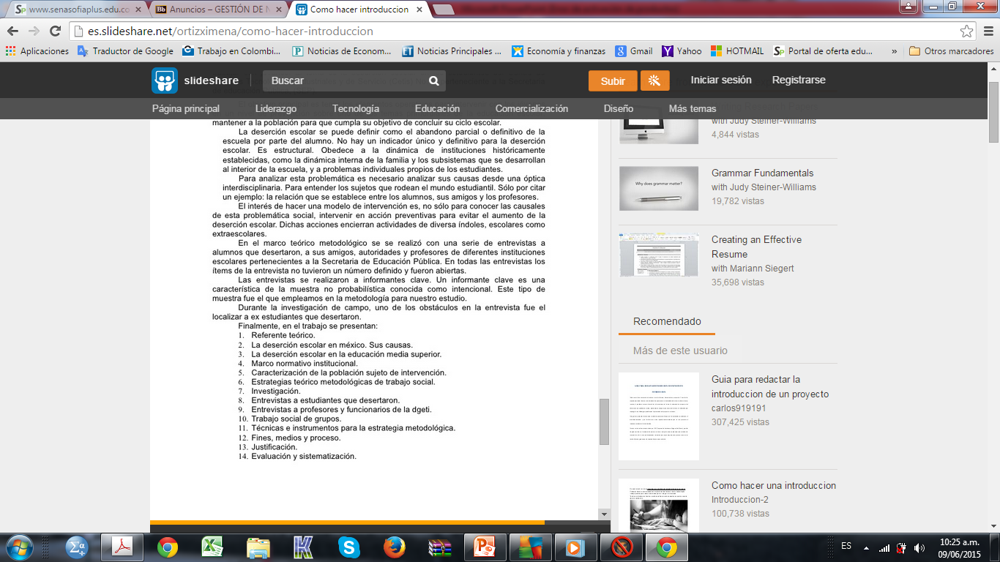 www.senasofiaplus.edu.co
Anuncios – GESTIÓN DE N
Como hacer introduccion
es.slideshare.net/ortizximena/como-hacer-introduccion
Aplicaciones
Traductor de Google
Trabajo en Colombi...
Noticias de Econom...
Noticias Principales ...
Economía y finanzas
Gmail
Yahoo
HOTMAIL
Portal de oferta edu...
»
Otros marcadores
slideshare
Buscar
Subir
Iniciar sesión
Registrarse
Página principal
Liderazgo
Tecnología
Educación
Comercialización
Diseño
Más temas
mantener a la población para que cumpla su objetivo de concluir su ciclo escolar.
La deserción escolar se puede definir como el abandono parcial o definitivo de la
escuela por parte del alumno. No hay un indicador único y definitivo para la deserción
escolar. Es estructural. Obedece a la dinámica de instituciones históricamente
establecidas, como la dinámica interna de la familia y los subsistemas que se desarrollan
al interior de la escuela, y a problemas individuales propios de los estudiantes.
Para analizar esta problemática es necesario analizar sus causas desde una óptica
interdisciplinaria. Para entender los sujetos que rodean el mundo estudiantil. Sólo por citar
un ejemplo: la relación que se establece entre los alumnos, sus amigos y los profesores.
El interés de hacer una modelo de intervención es, no sólo para conocer las causales
de esta problemática social, intervenir en acción preventivas para evitar el aumento de la
deserción escolar. Dichas acciones encierran actividades de diversa índoles, escolares como
extraescolares.
En el marco teórico metodológico se se realizó con una serie de entrevistas a
alumnos que desertaron, a sus amigos, autoridades y profesores de diferentes instituciones
escolares pertenecientes a la Secretaria de Educación Pública. En todas las entrevistas los
ítems de la entrevista no tuvieron un número definido y fueron abiertas.
Las entrevistas se realizaron a informantes clave. Un informante clave es una
característica de la muestra no probabilística conocida como intencional. Este tipo de
muestra fue el que empleamos en la metodología para nuestro estudio.
Durante la investigación de campo, uno de los obstáculos en la entrevista fue el
localizar a ex estudiantes que desertaron.
Finalmente, en el trabajo se presentan:
1. Referente teórico.
2. La deserción escolar en méxico. Sus causas.
3. La deserción escolar en la educación media superior.
4. Marco normativo institucional.
5. Caracterización de la población sujeto de intervención.
6. Estrategias teórico metodológicas de trabajo social.
7. Investigación.
8. Entrevistas a estudiantes que desertaron.
9. Entrevistas a profesores y funcionarios de la dgeti.
10. Trabajo social de grupos.
11. Técnicas e instrumentos para la estrategia metodológica.
12. Fines, medios y proceso.
13. Justificación.
14. Evaluación y sistematización.
with Judy Steiner-Williams
4,844 vistas
Why does grammar matter?
Grammar Fundamentals
with Judy Steiner-Williams
19,782 vistas
Creating an Effective
Resume
with Mariann Siegert
35,698 vistas
Recomendado
Más de este usuario
Guia para redactar la
introduccion de un proyecto
carlos919191
307,425 vistas
Como hacer una introduccion
Introduccion-2
100,738 vistas
ES
10:25 a.m.
09/06/2015